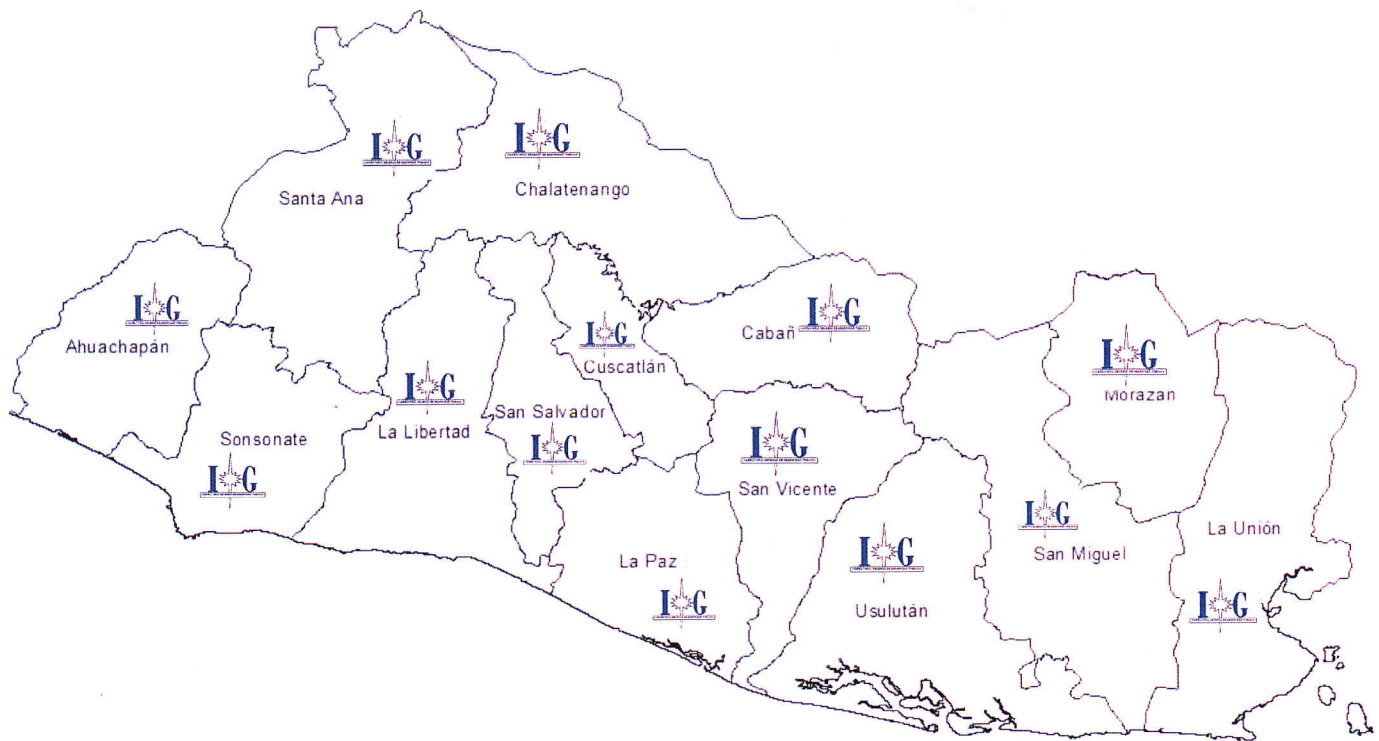 I G
I G
Santa Ana
Chalatenango
I G
Ahuachapán
I G
Cabañ
I G
Cuscatlán
I G
Morazan
I G
La Libertad
San Salvador
I G
Sonsonate
I G
I G
San Vicente
I G
San Miguel
La Unión
I G
Usulután
La Paz
I G
I G